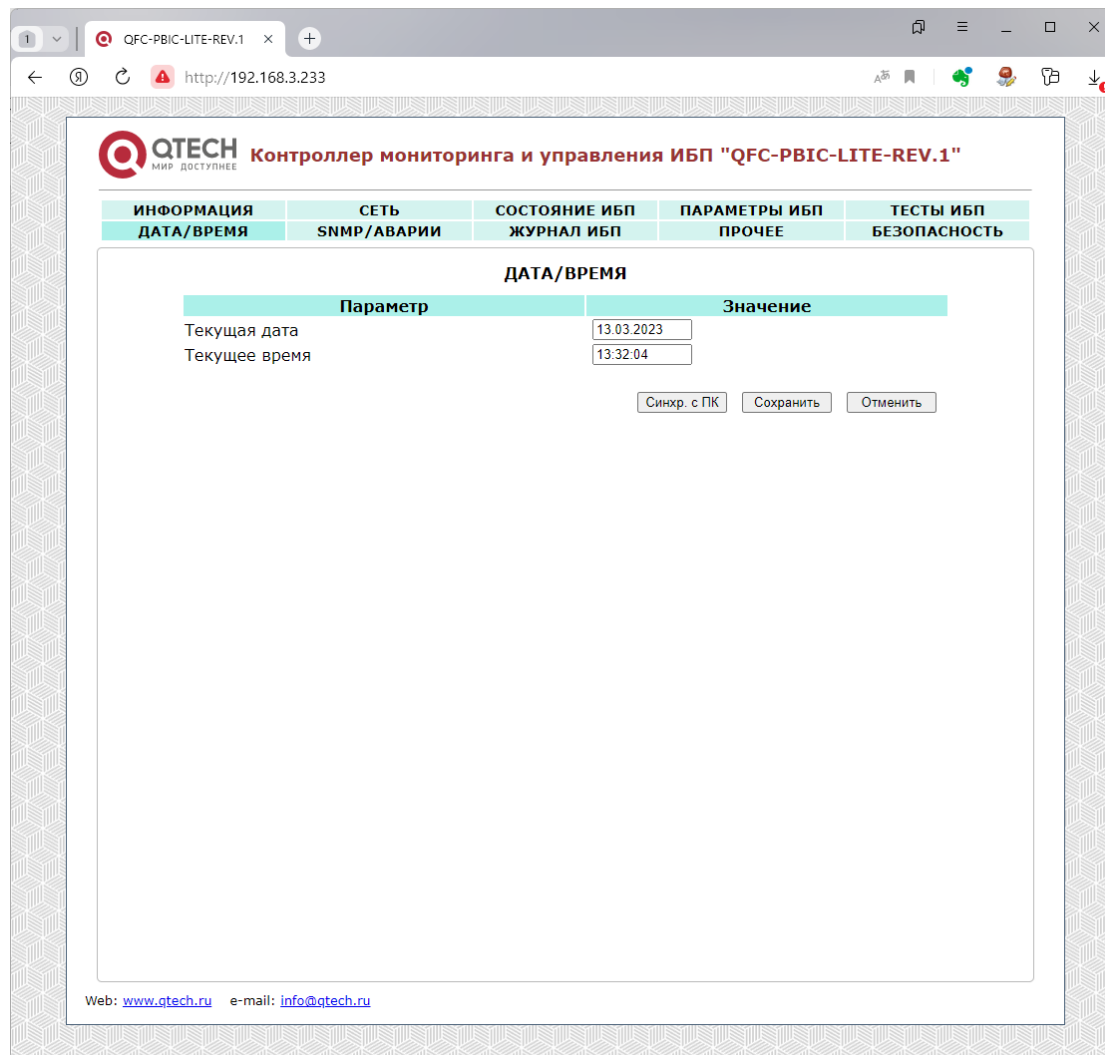 1
QFC-PBIC-LITE-REV.1
http://192.168.3.233
QTECH
МИР ДОСТУПНЕЕ
Контроллер мониторинга и управления ИБП "QFC-PBIC-LITE-REV.1"
ИНФОРМАЦИЯ СЕТЬ СОСТОЯНИЕ ИБП ПАРАМЕТРЫ ИБП ТЕСТЫ ИБП
ДАТА/ВРЕМЯ SNMP/АВАРИИ ЖУРНАЛ ИБП ПРОЧЕЕ БЕЗОПАСНОСТЬ
ДАТА/ВРЕМЯ
Параметр Значение
Текущая дата 13.03.2023
Текущее время 13:32:04
Синхр. с ПК Сохранить Отменить
Web: www.qtech.ru e-mail: info@qtech.ru